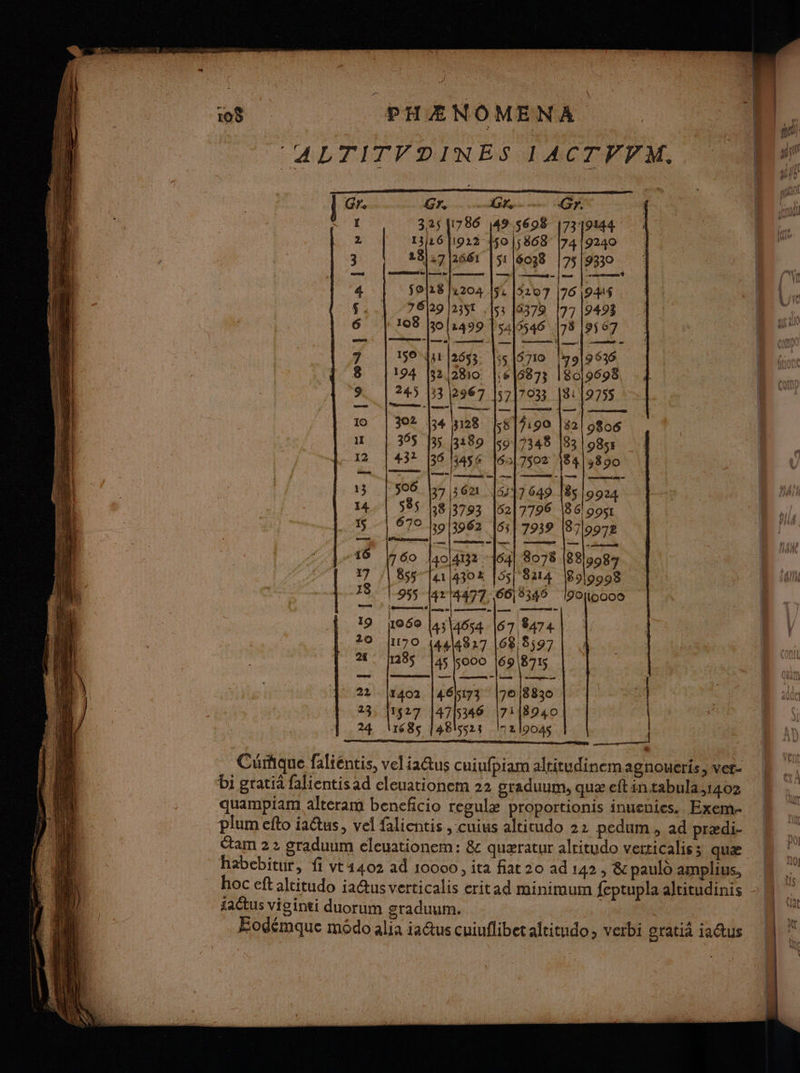 108 PHÆNOMENA
ALTITVDINES IACTVVM.
Gr. Gr. Gr. Gr.
1 3 25 1786 49 5698 73 9144
2 13 26 1922 50 5868 74 9240
3 28 27 2061 51 6038 75 9330
4 50 28 2204 52 6207 76 9415
5 76 29 2351 53 6379 77 9493
6 108 30 2499 54 6546 78 9567
7 150 31 2653 55 6710 79 9636
8 194 32 2810 56 6873 80 9698
9 245 33 2967 57 7033 81 9755
10 302 34 3128 58 7190 82 9806
11 365 35 3289 59 7348 83 9851
12 432 36 3456 60 7502 84 9890
13 506 37 3621 61 7649 85 9924
14 585 38 3793 62 7796 86 9951
15 670 39 3962 63 7939 87 9972
16 760 40 4132 64 8078 88 9987
17 855 41 4302 65 8214 89 9998
18 955 42 4477 66 8346 90 10000
19 1060 43 4654 67 8474
20 1170 44 4827 68 8597
21 1285 45 5000 69 8715
22 1402 46 5173 70 8830
23 1527 47 5346 71 8940
24 1685 48 5523 72 9045
Cúmque saliéntis, vel iactus cuiuspiam altitudinem agnoueris, ver-
bi gratiâ salientis ad eleuationem 22 graduum, quæ est in tabula, 1402
quampiam alteram beneficio regulæ proportionis inuenies. Exem-
plum esto iactus, vel salientis, cuius altitudo 22 pedum, ad prædi-
ctam 22 graduum eleuationem: & quæratur altitudo verticalis; quæ
habebitur, si vt 1402 ad 10000, ita fiat 20 ad 142, & paulò amplius,
hoc est altitudo iactus verticalis erit ad minimum septupla altitudinis
iactus viginti duorum graduum.
Eodémque módo alia iactus cuiuslibet altitudo, verbi gratiâ iactus